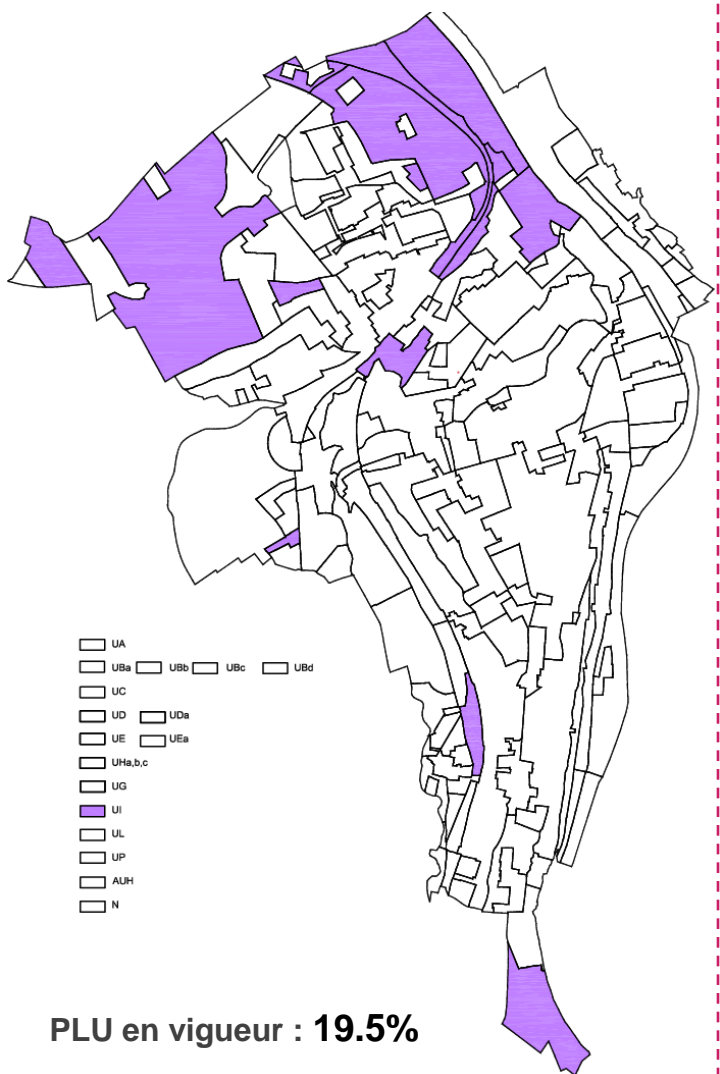 UA
UBa UBb UBc UBd
UC
UD UDa
UE UEa
UHa,b,c
UG
UI
UL
UP
AUH
N
PLU en vigueur : 19.5%